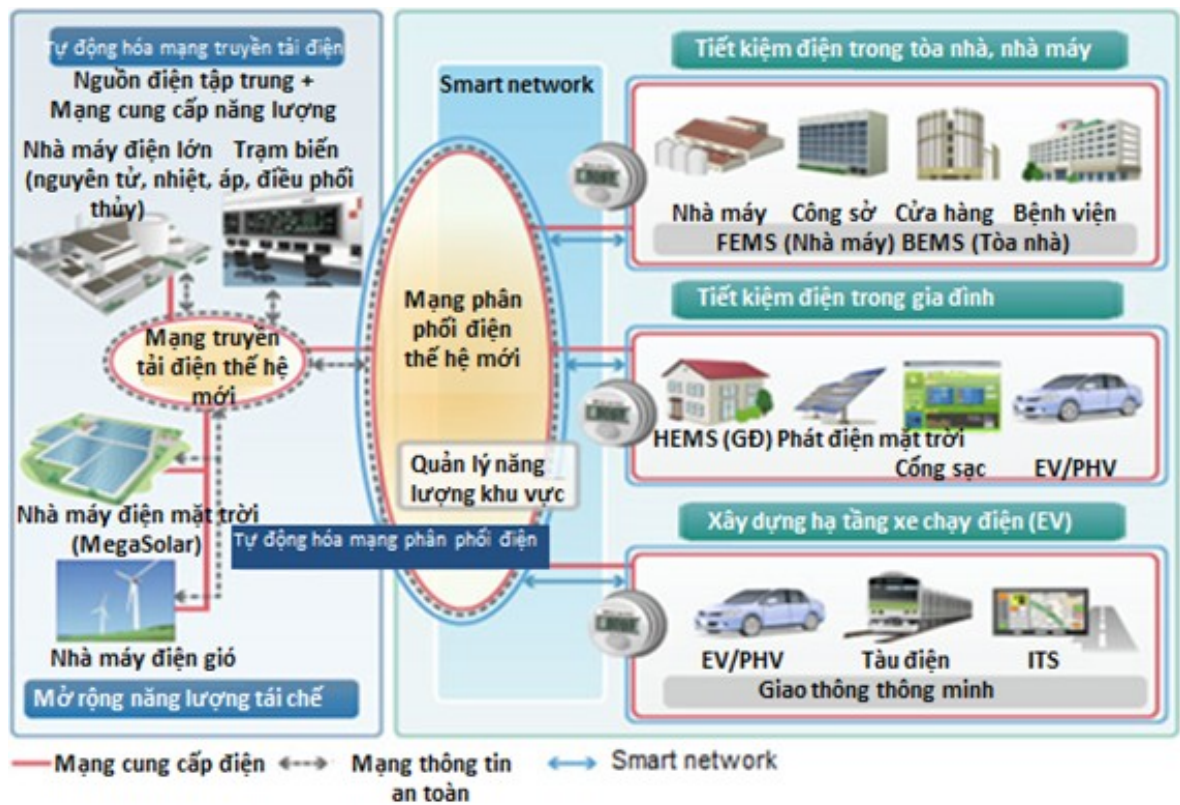 Tự động hóa mạng truyền tải điện
Nguồn điện tập trung +
Mạng cung cấp năng lượng
Nhà máy điện lớn Trạm biến
(nguyên tử, nhiệt, áp, điều phối
thủy)
Mạng truyền
tải điện thế hệ
mới
Nhà máy điện mặt trời
(MegaSolar)
Nhà máy điện gió
Mở rộng năng lượng tái chế
Smart network
Mạng phân
phối điện
thế hệ mới
Quản lý năng
lượng khu vực
Tự động hóa mạng phân phối điện
Tiết kiệm điện trong tòa nhà, nhà máy
Nhà máy Công sở Cửa hàng Bệnh viện
FEMS (Nhà máy) BEMS (Tòa nhà)
Tiết kiệm điện trong gia đình
HEMS (GĐ) Phát điện mặt trời
Cổng sạc EV/PHV
Xây dựng hạ tầng xe chạy điện (EV)
EV/PHV Tàu điện ITS
Giao thông thông minh
Mạng cung cấp điện
Mạng thông tin
an toàn
Smart network